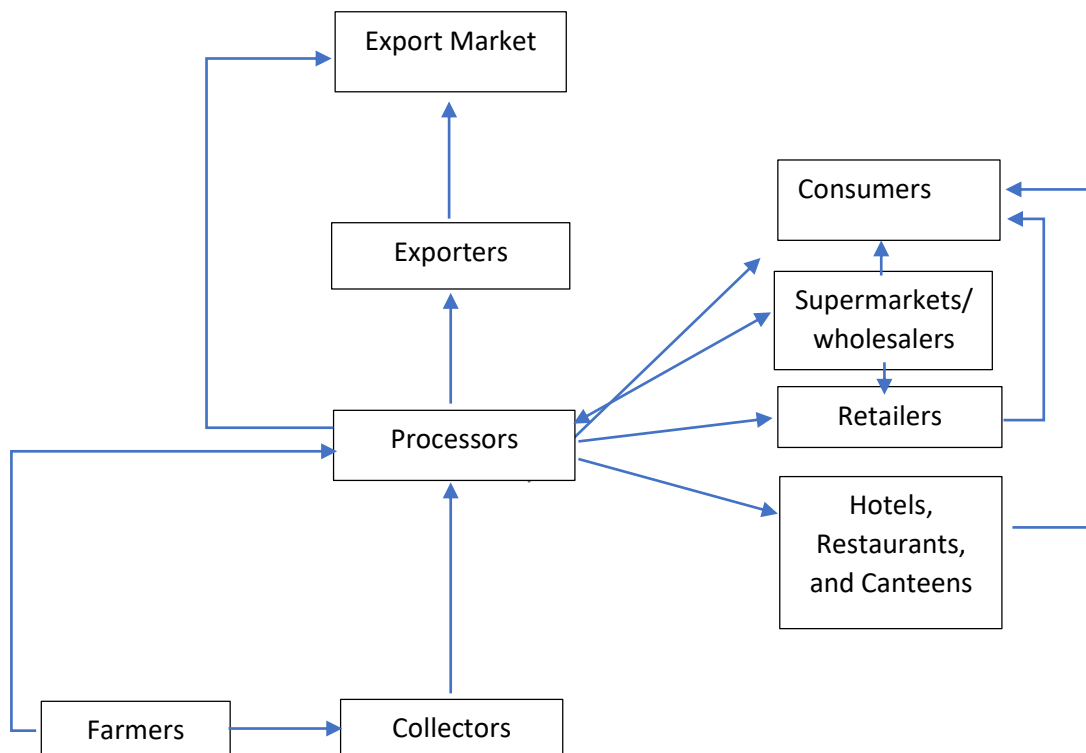 Export Market
Consumers
Exporters
Supermarkets/
wholesalers
Processors
Retailers
Hotels,
Restaurants,
and Canteens
Farmers
Collectors